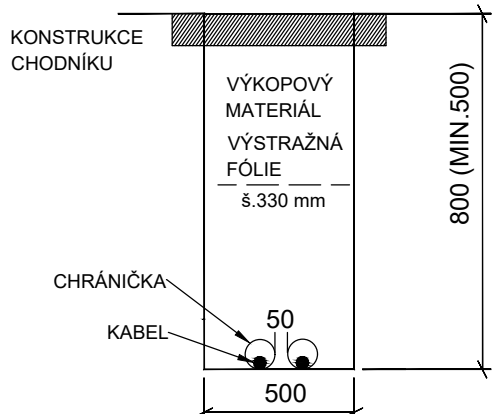 KONSTRUKCE
CHODNÍKU
VÝKOPOVÝ
MATERIÁL
VÝSTRAŽNÁ
FÓLIE
š.330 mm
800 (MIN.500)
CHRÁNIČKA
50
KABEL
500